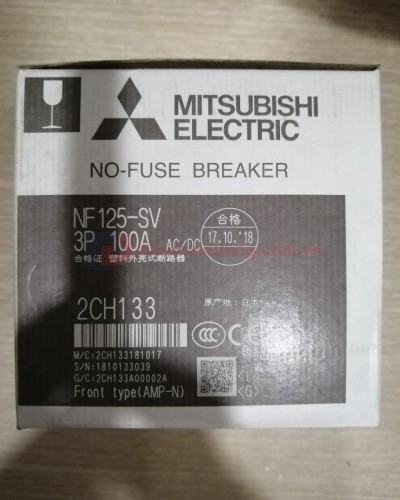 MITSUBISHI
ELECTRIC
NO-FUSE BREAKER
NF125-SV
3P 100A AC/DC
合格
17.10.'18
合格证 塑料外壳式断路器
2CH133
原产地:日本
CCC
CE
M/C:2CH133181017
S/N:1810133039
G/C:2CH133A00002A
Front type(AMP-N)
<G>